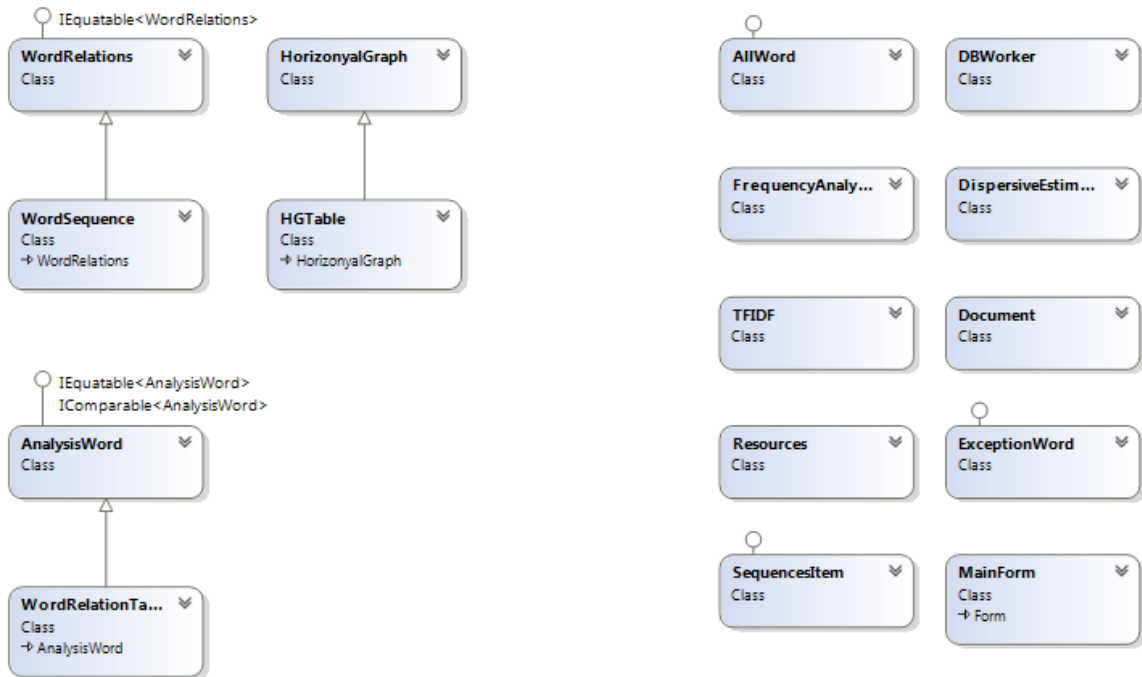 IEquatable<WordRelations>
WordRelations
Class
HorizonyalGraph
Class
WordSequence
Class
WordRelations
HGTable
Class
HorizonyalGraph
IEquatable<AnalysisWord>
IComparable<AnalysisWord>
AnalysisWord
Class
WordRelationTa...
Class
AnalysisWord
AllWord
Class
DBWorker
Class
FrequencyAnaly...
Class
DispersiveEstim...
Class
TFIDF
Class
Document
Class
Resources
Class
ExceptionWord
Class
SequencesItem
Class
MainForm
Class
Form